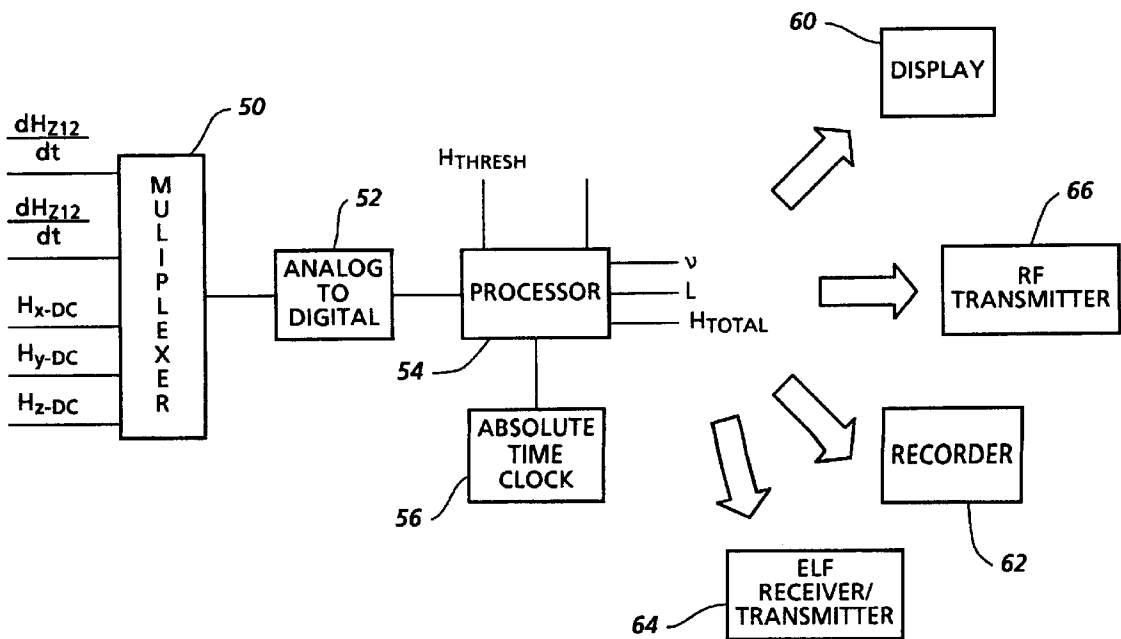 60
DISPLAY
50
dHZ12
dt
dHZ12
dt
Hx-DC
Hy-DC
Hz-DC
MULIPLEXER
52
ANALOG
TO
DIGITAL
HTHRESH
PROCESSOR
54
ν
L
HTOTAL
ABSOLUTE
TIME
CLOCK
56
66
RF
TRANSMITTER
RECORDER
62
ELF
RECEIVER/
TRANSMITTER
64